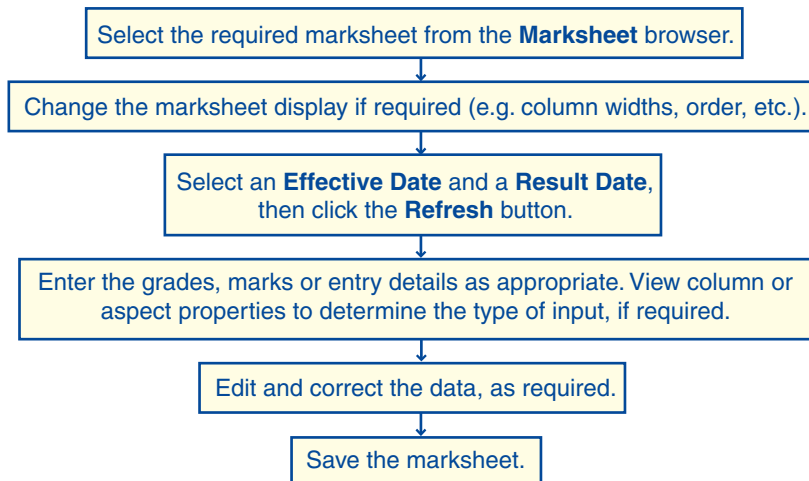 Select the required marksheet from the Marksheet browser.
Change the marksheet display if required (e.g. column widths, order, etc.).
Select an Effective Date and a Result Date,
then click the Refresh button.
Enter the grades, marks or entry details as appropriate. View column or
aspect properties to determine the type of input, if required.
Edit and correct the data, as required.
Save the marksheet.